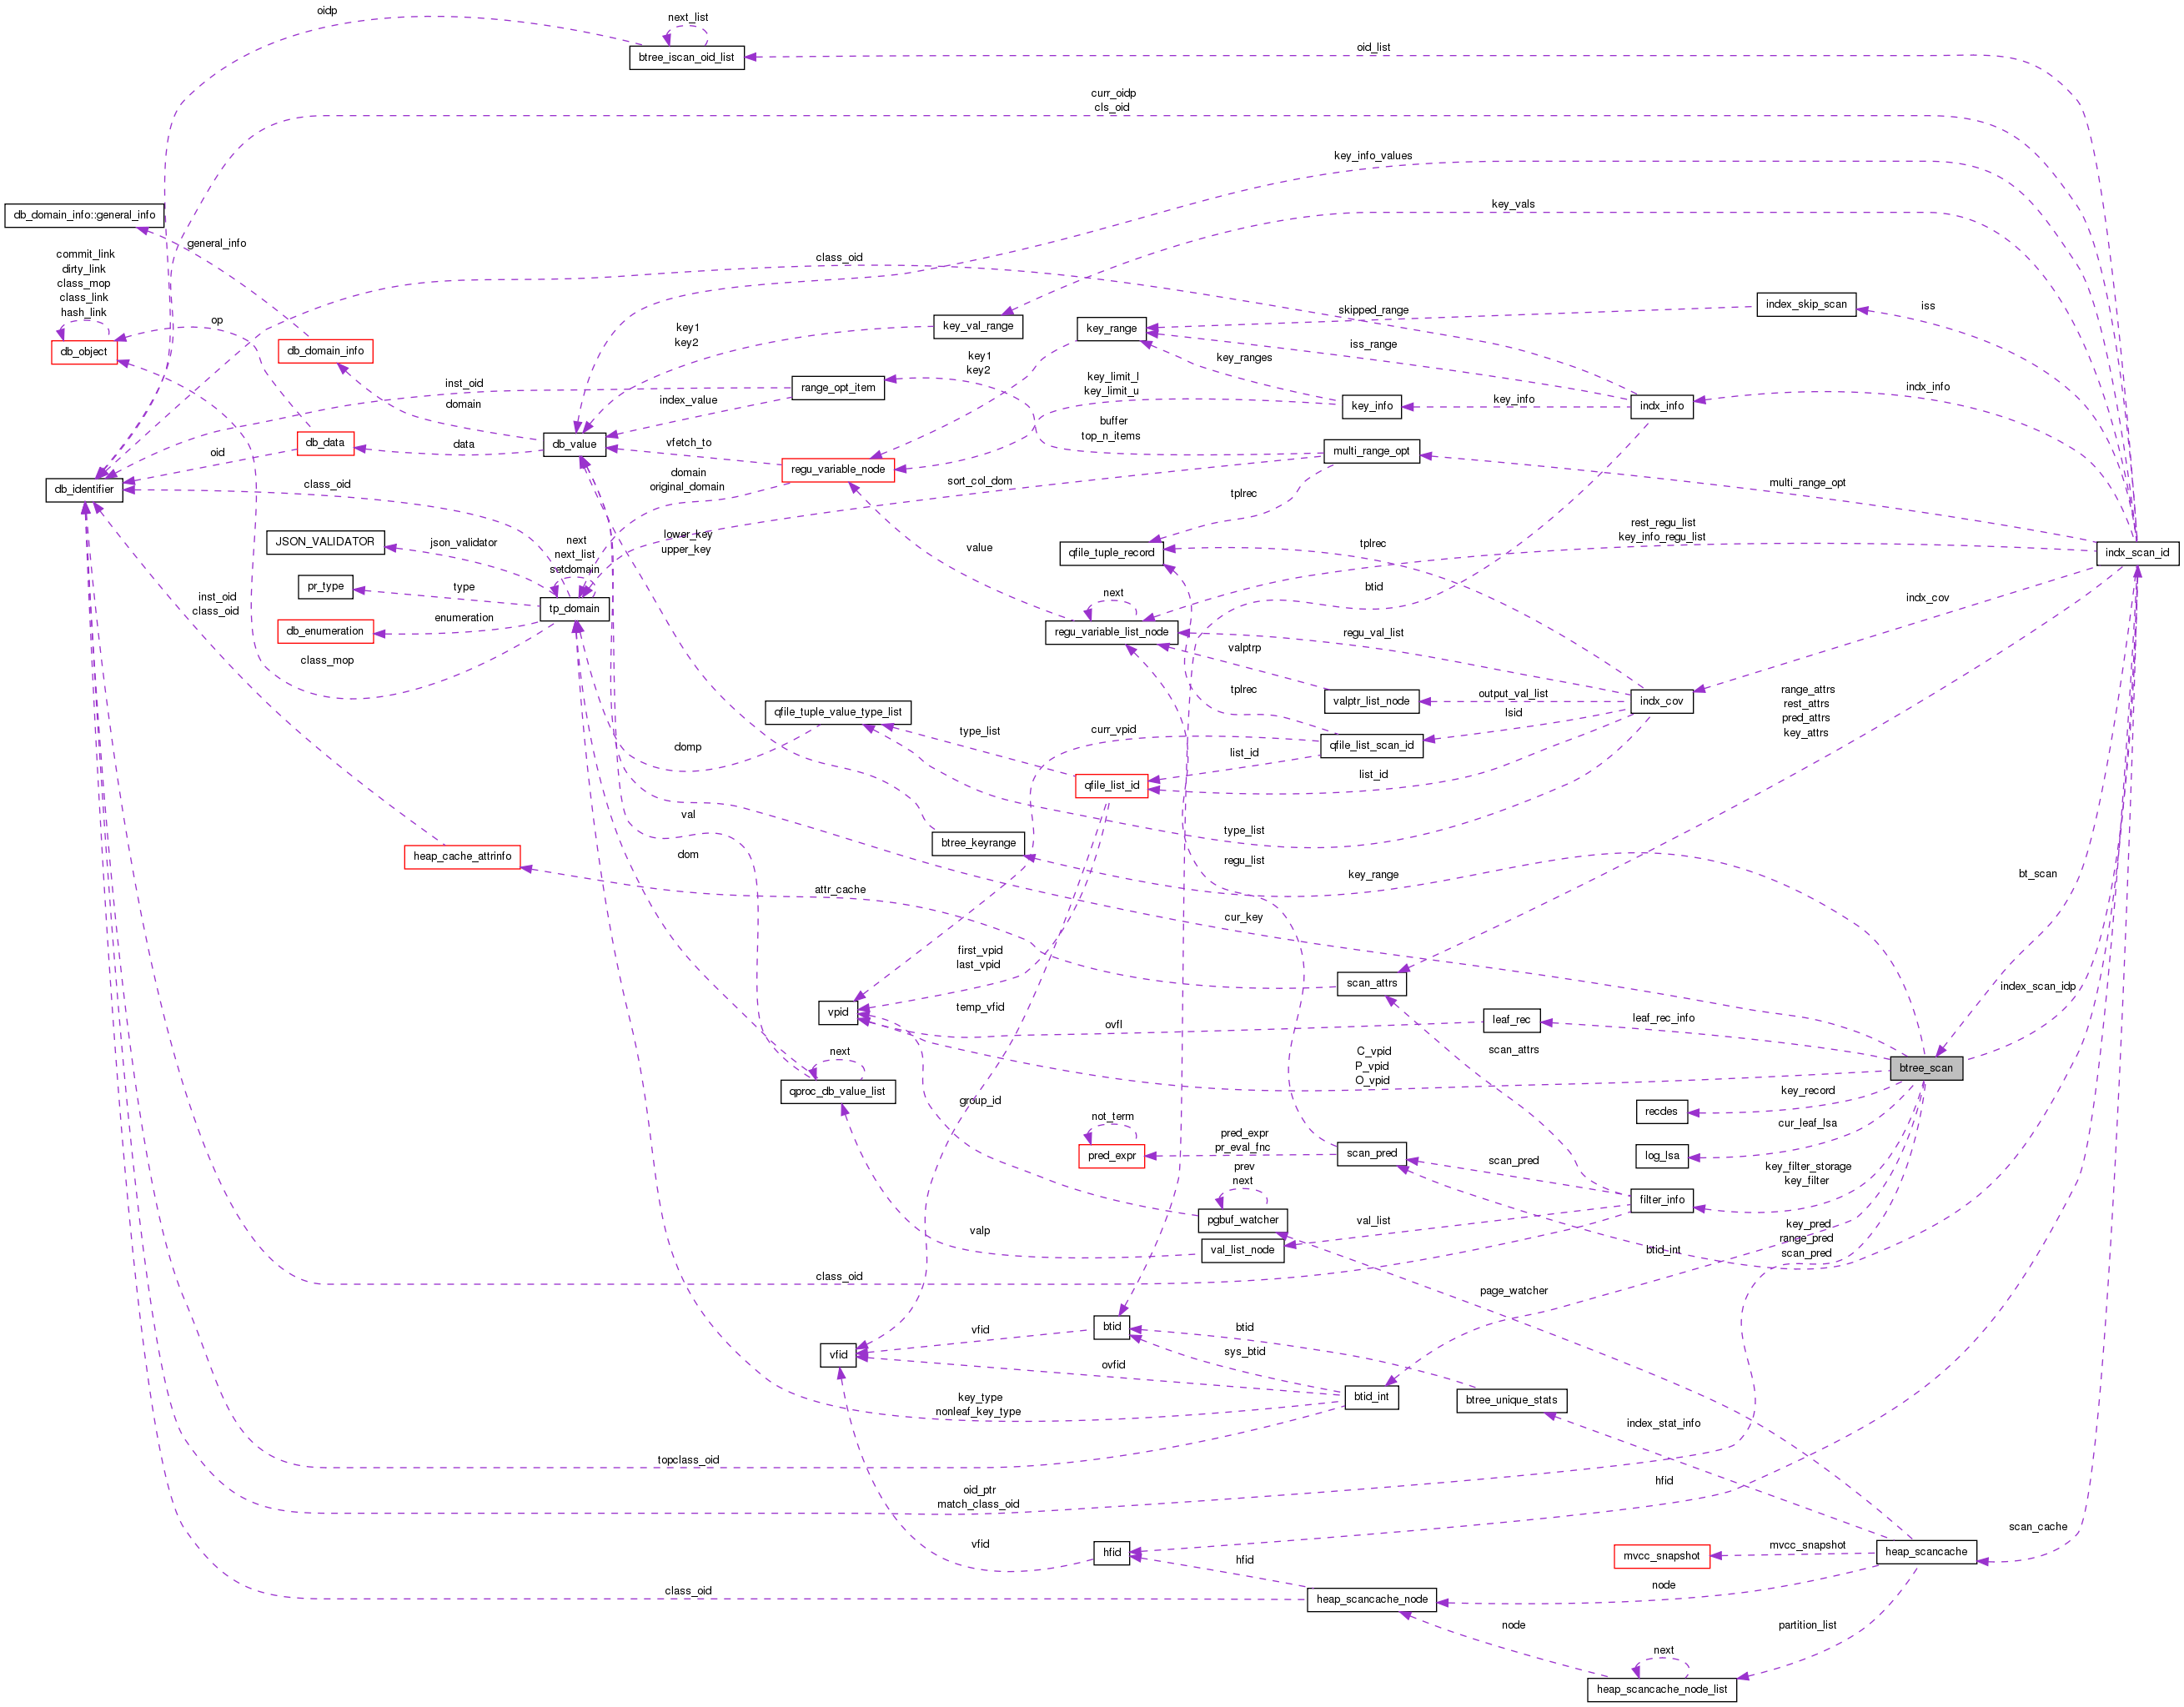 oidp
next_list
btree_iscan_oid_list
oid_list
curr_oidp
cls_oid
key_info_values
key_vals
db_domain_info::general_info
general_info
commit_link
dirty_link
class_mop
class_link
hash_link
class_oid
index_skip_scan
iss
op
key1
key2
key_val_range
key_range
skipped_range
db_object
db_domain_info
iss_range
key1
key2
key_ranges
inst_oid
range_opt_item
key_limit_l
key_limit_u
indx_info
domain
index_value
key_info
key_info
indx_info
buffer
top_n_items
db_data
data
db_value
vfetch_to
oid
multi_range_opt
regu_variable_node
domain
original_domain
sort_col_dom
multi_range_opt
db_identifier
class_oid
tplrec
rest_regu_list
key_info_regu_list
lower_key
upper_key
JSON_VALIDATOR
json_validator
next
next_list
setdomain
value
qfile_tuple_record
tplrec
indx_scan_id
pr_type
type
btid
inst_oid
class_oid
tp_domain
next
indx_cov
db_enumeration
enumeration
regu_variable_list_node
regu_val_list
class_mop
valptrp
range_attrs
rest_attrs
pred_attrs
key_attrs
tplrec
valptr_list_node
output_val_list
indx_cov
lsid
qfile_tuple_value_type_list
type_list
curr_vpid
qfile_list_scan_id
domp
list_id
list_id
qfile_list_id
val
type_list
btree_keyrange
heap_cache_attrinfo
dom
regu_list
key_range
bt_scan
attr_cache
cur_key
first_vpid
last_vpid
scan_attrs
index_scan_idp
temp_vfid
vpid
ovfl
leaf_rec
leaf_rec_info
scan_attrs
next
C_vpid
P_vpid
O_vpid
btree_scan
qproc_db_value_list
group_id
key_record
recdes
not_term
pred_expr
pr_eval_fnc
cur_leaf_lsa
pred_expr
scan_pred
scan_pred
log_lsa
key_filter_storage
key_filter
prev
next
filter_info
pgbuf_watcher
val_list
valp
key_pred
range_pred
scan_pred
val_list_node
btid_int
class_oid
page_watcher
btid
vfid
btid
vfid
sys_btid
ovfid
btid_int
btree_unique_stats
key_type
nonleaf_key_type
index_stat_info
topclass_oid
hfid
oid_ptr
match_class_oid
scan_cache
vfid
hfid
hfid
mvcc_snapshot
mvcc_snapshot
heap_scancache
class_oid
heap_scancache_node
node
node
partition_list
next
heap_scancache_node_list